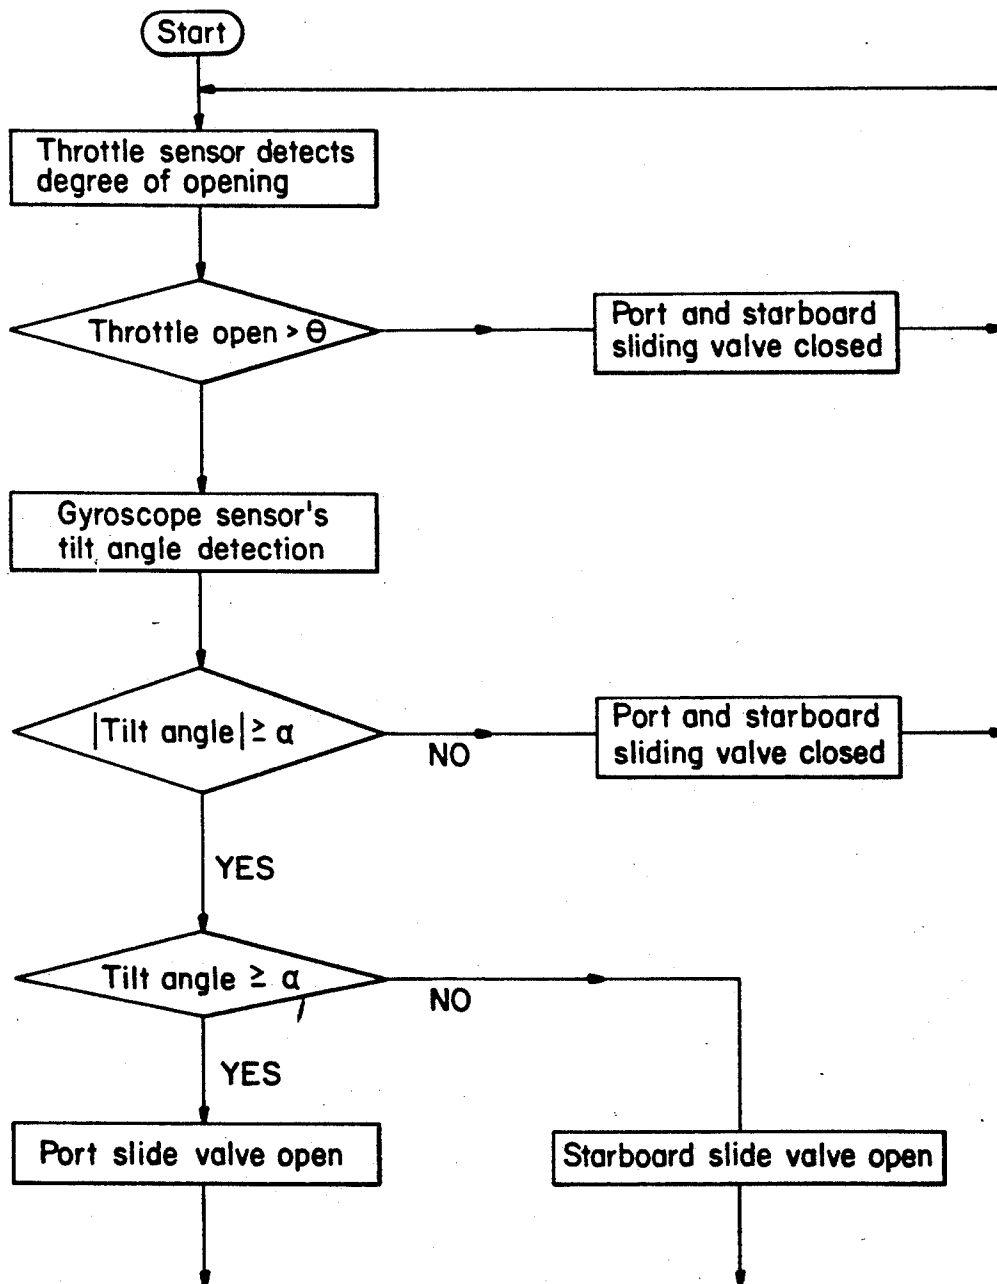 Start
Throttle sensor detects
degree of opening
Throttle open > Θ
Port and starboard
sliding valve closed
Gyroscope sensor's
tilt angle detection
|Tilt angle| ≥ α
NO
Port and starboard
sliding valve closed
YES
Tilt angle ≥ α
NO
YES
Port slide valve open
Starboard slide valve open